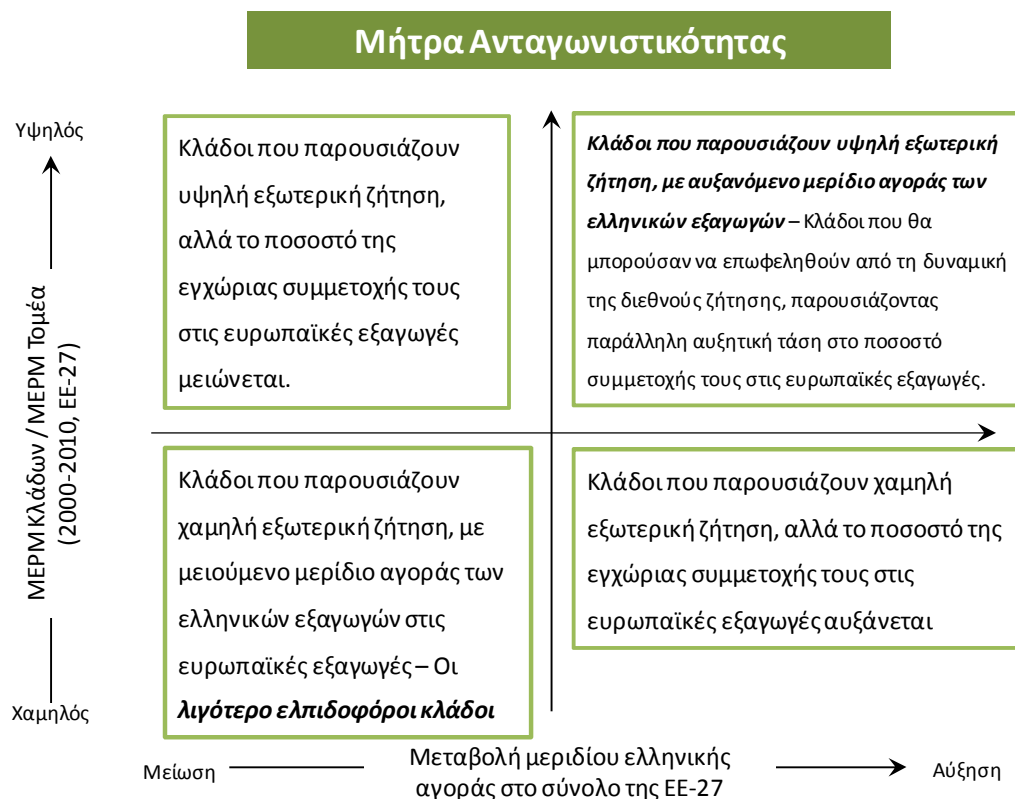 Μήτρα Ανταγωνιστικότητας
Υψηλός
ΜΕΡΜ Κλάδων / ΜΕΡΜ Τομέα
(2000-2010, ΕΕ-27)
Χαμηλός
Κλάδοι που παρουσιάζουν
υψηλή εξωτερική ζήτηση,
αλλά το ποσοστό της
εγχώριας συμμετοχής τους
στις ευρωπαϊκές εξαγωγές
μειώνεται.
Κλάδοι που παρουσιάζουν υψηλή εξωτερική
ζήτηση, με αυξανόμενο μερίδιο αγοράς των
ελληνικών εξαγωγών – Κλάδοι που θα
μπορούσαν να επωφεληθούν από τη δυναμική
της διεθνούς ζήτησης, παρουσιάζοντας
παράλληλη αυξητική τάση στο ποσοστό
συμμετοχής τους στις ευρωπαϊκές εξαγωγές.
Κλάδοι που παρουσιάζουν
χαμηλή εξωτερική ζήτηση, με
μειούμενο μερίδιο αγοράς των
ελληνικών εξαγωγών στις
ευρωπαϊκές εξαγωγές – Οι
λιγότερο ελπιδοφόροι κλάδοι
Κλάδοι που παρουσιάζουν χαμηλή
εξωτερική ζήτηση, αλλά το ποσοστό της
εγχώριας συμμετοχής τους στις
ευρωπαϊκές εξαγωγές αυξάνεται
Μείωση
Μεταβολή μεριδίου ελληνικής
αγοράς στο σύνολο της ΕΕ-27
Αύξηση